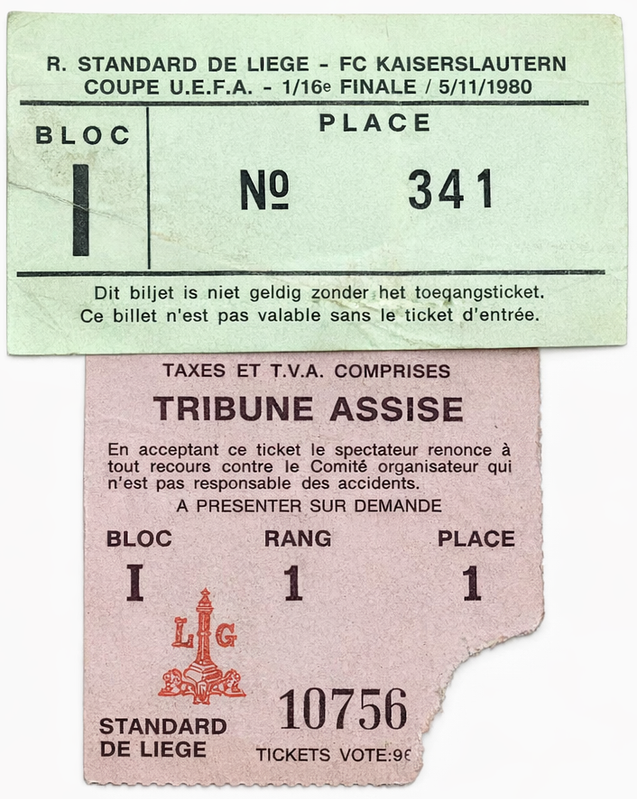 R. STANDARD DE LIEGE - FC KAISERSLAUTERN
COUPE U.E.F.A. - 1/16e FINALE / 5/11/1980
BLOC
PLACE
I
Nº 341
Dit biljet is niet geldig zonder het toegangsticket.
Ce billet n'est pas valable sans le ticket d'entrée.
TAXES ET T.V.A. COMPRISES
TRIBUNE ASSISE
En acceptant ce ticket le spectateur renonce à
tout recours contre le Comité organisateur qui
n'est pas responsable des accidents.
A PRESENTER SUR DEMANDE
BLOC RANG PLACE
I 1 1
L G
10756
STANDARD
DE LIEGE
TICKETS VOTE:96